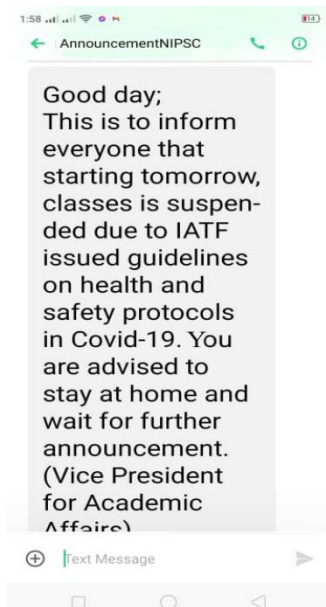 1:58
14
AnnouncementNIPSC
Good day;
This is to inform
everyone that
starting tomorrow,
classes is suspen-
ded due to IATF
issued guidelines
on health and
safety protocols
in Covid-19. You
are advised to
stay at home and
wait for further
announcement.
(Vice President
for Academic
Affairs)
Text Message